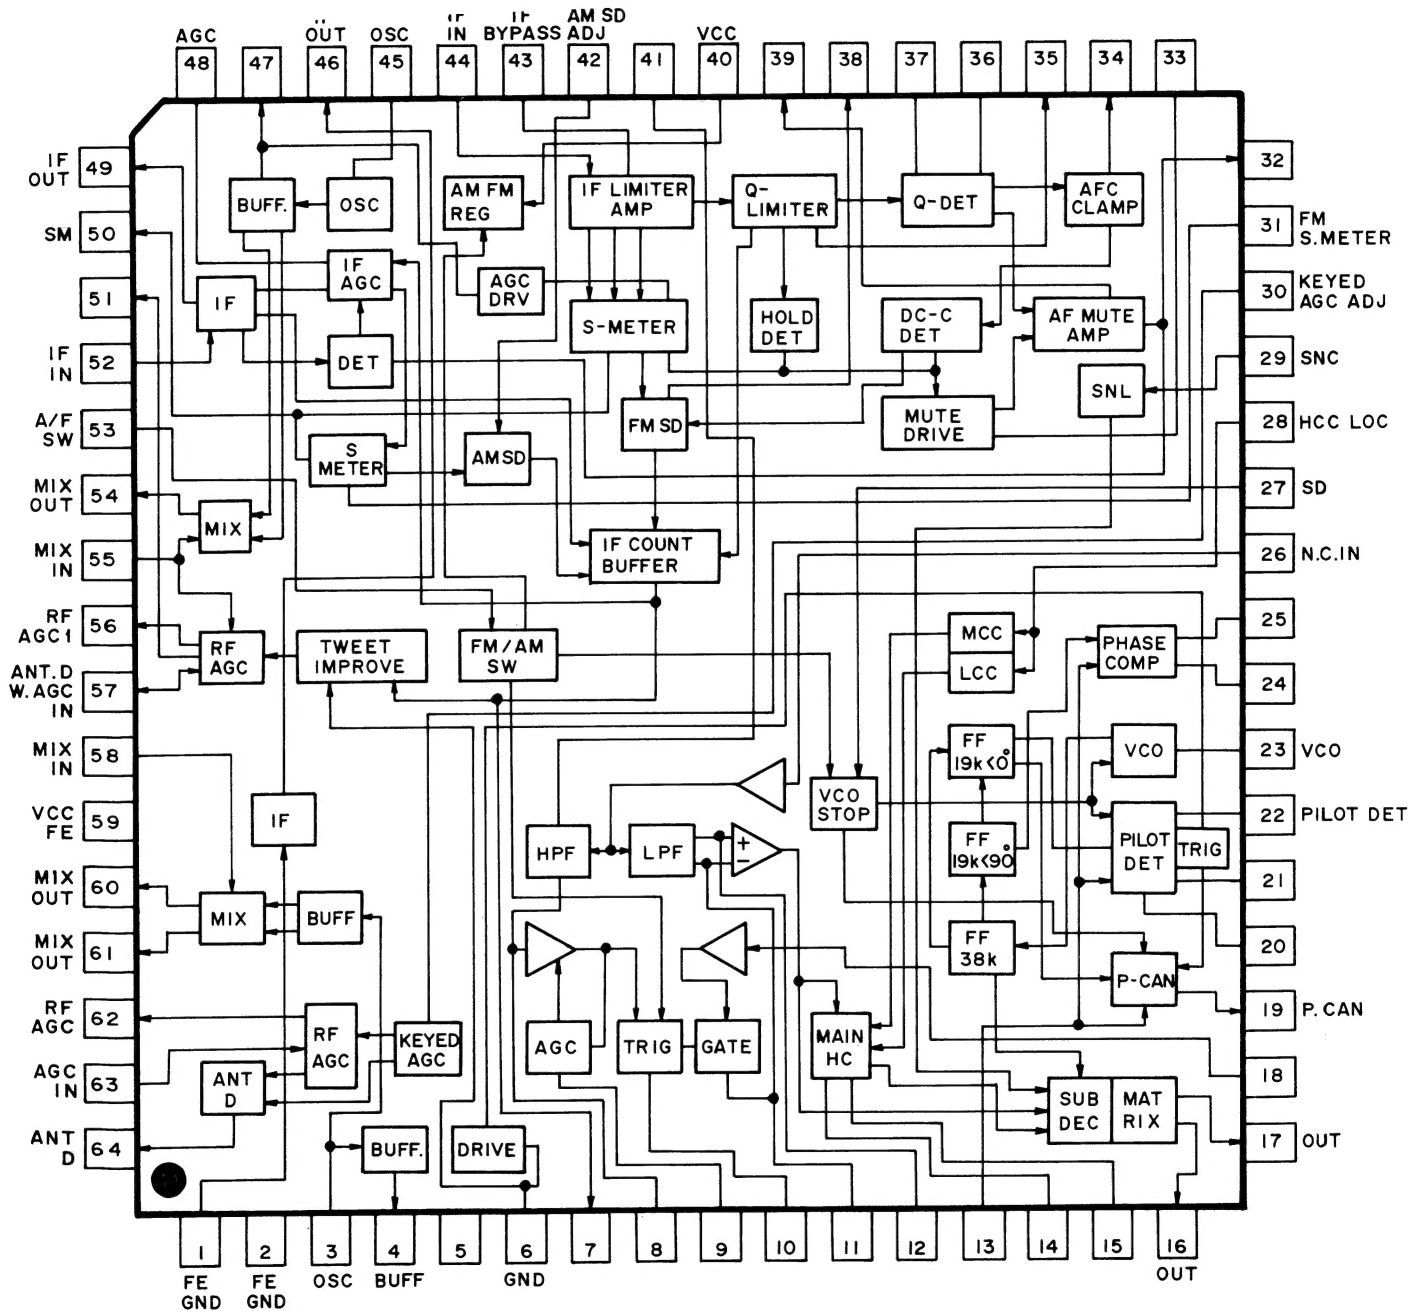 AGC
OUT
OSC
IF
IN
IF
BYPASS
AM SD
ADJ
VCC
48
47
46
45
44
43
42
41
40
39
38
37
36
35
34
33
IF
OUT
49
SM
50
51
IF
IN
52
A/F
SW
53
MIX
OUT
54
MIX
IN
55
RF
AGC1
56
ANT.D
W.AGC
IN
57
MIX
IN
58
VCC
FE
59
MIX
OUT
60
MIX
OUT
61
RF
AGC
62
AGC
IN
63
ANT
D
64
32
31
FM
S.METER
30
KEYED
AGC ADJ
29
SNC
28
HCC LOC
27
SD
26
N.C.IN
25
24
23
VCO
22
PILOT DET
21
20
19
P.CAN
18
17
OUT
BUFF.
OSC
AM FM
REG
IF LIMITER
AMP
Q-
LIMITER
Q-DET
AFC
CLAMP
IF
AGC
IF
AGC
DRV
S-METER
HOLD
DET
DC-C
DET
AF MUTE
AMP
DET
SNL
FM SD
MUTE
DRIVE
S
METER
AMSD
MIX
IF COUNT
BUFFER
RF
AGC
TWEET
IMPROVE
FM/AM
SW
MCC
LCC
PHASE
COMP
FF
19k<0°
VCO
IF
VCO
STOP
HPF
LPF
+
−
FF
19k<90°
PILOT
DET
TRIG
MIX
BUFF
FF
38k
P-CAN
RF
AGC
KEYED
AGC
AGC
TRIG
GATE
MAIN
HC
ANT
D
SUB
DEC
MAT
RIX
BUFF.
DRIVE
1
2
3
4
5
6
7
8
9
10
11
12
13
14
15
16
FE
GND
FE
GND
OSC
BUFF
GND
OUT